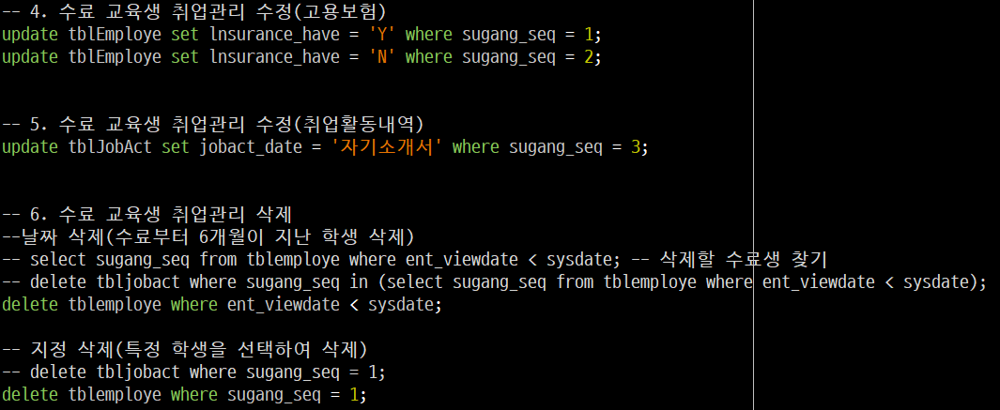 -- 4. 수료 교육생 취업관리 수정(고용보험)
update tblEmploye set lnsurance_have = 'Y' where sugang_seq = 1;
update tblEmploye set lnsurance_have = 'N' where sugang_seq = 2;
-- 5. 수료 교육생 취업관리 수정(취업활동내역)
update tblJobAct set jobact_date = '자기소개서' where sugang_seq = 3;
-- 6. 수료 교육생 취업관리 삭제
--날짜 삭제(수료부터 6개월이 지난 학생 삭제)
-- select sugang_seq from tblemploye where ent_viewdate < sysdate; -- 삭제할 수료생 찾기
-- delete tbljobact where sugang_seq in (select sugang_seq from tblemploye where ent_viewdate < sysdate);
delete tblemploye where ent_viewdate < sysdate;
-- 지정 삭제(특정 학생을 선택하여 삭제)
-- delete tbljobact where sugang_seq = 1;
delete tblemploye where sugang_seq = 1;